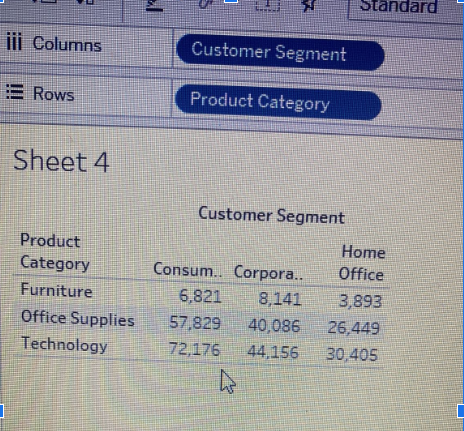 Standard
Columns Customer Segment
Rows Product Category
Sheet 4
Customer Segment
Product
Category Consum.. Corpora.. Home
Office
Furniture 6,821 8,141 3,893
Office Supplies 57,829 40,086 26,449
Technology 72,176 44,156 30,405